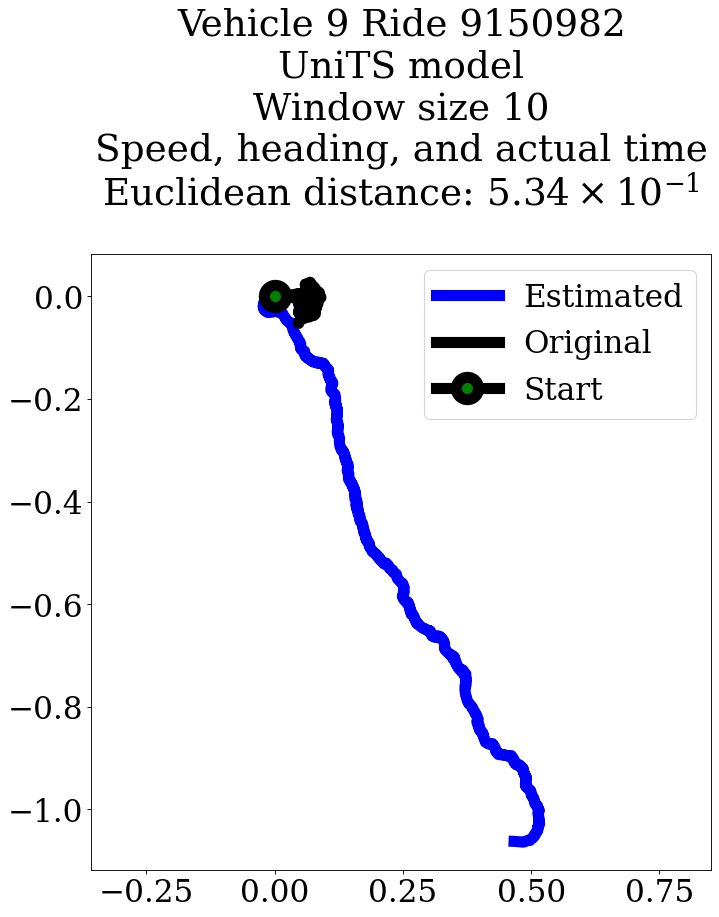 Vehicle 9 Ride 9150982
UniTS model
Window size 10
Speed, heading, and actual time
Euclidean distance: 5.34 × 10⁻¹
Estimated
Original
Start
0.0
−0.2
−0.4
−0.6
−0.8
−1.0
−0.25 0.00 0.25 0.50 0.75